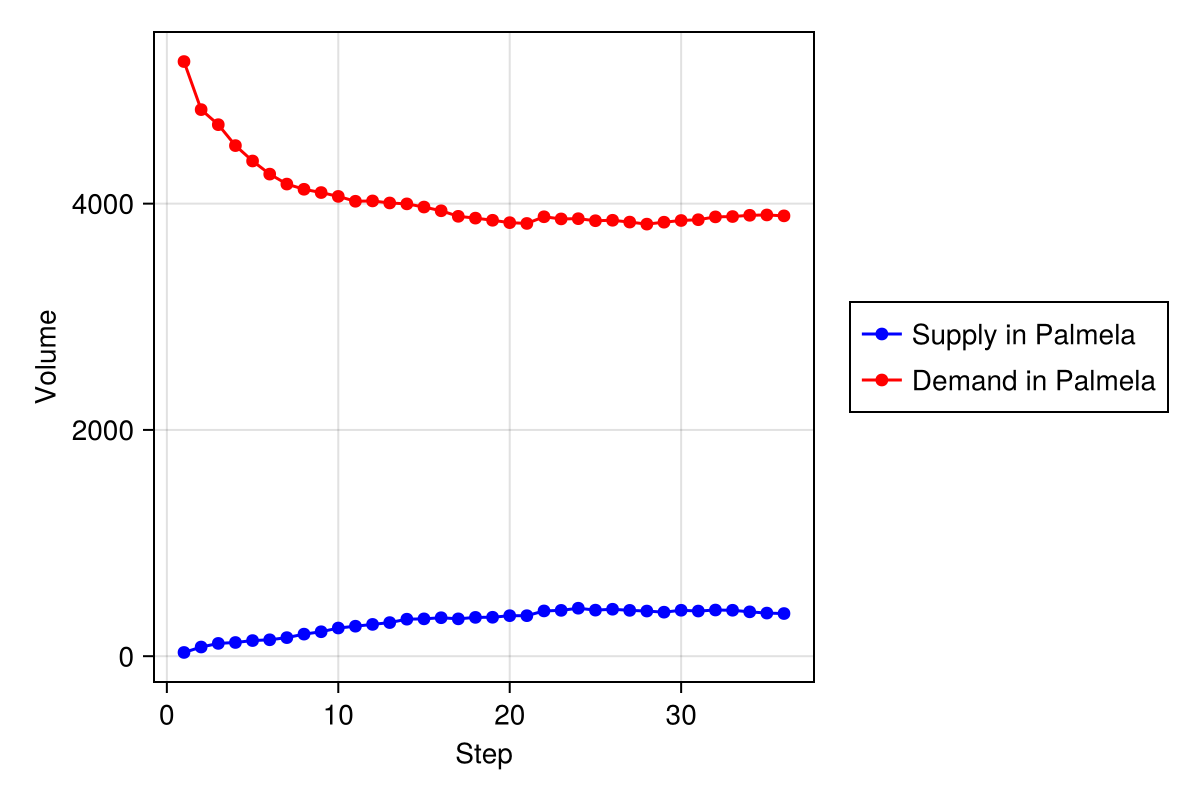 Volume
4000
2000
0
0 10 20 30
Step
Supply in Palmela
Demand in Palmela